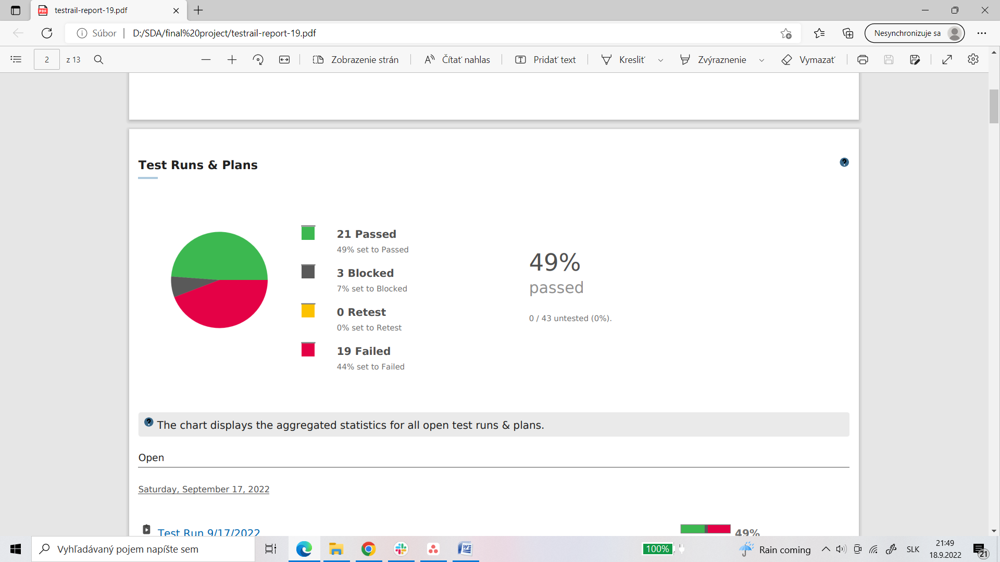 testrail-report-19.pdf
Súbor
D:/SDA/final%20project/testrail-report-19.pdf
Nesynchronizuje sa
2
z 13
Zobrazenie strán
Čítať nahlas
Pridať text
Kresliť
Zvýraznenie
Vymazať
Test Runs & Plans
21 Passed
49% set to Passed
3 Blocked
7% set to Blocked
0 Retest
0% set to Retest
19 Failed
44% set to Failed
49%
passed
0 / 43 untested (0%).
The chart displays the aggregated statistics for all open test runs & plans.
Open
Saturday, September 17, 2022
Test Run 9/17/2022
49%
Vyhľadávaný pojem napíšte sem
100%
Rain coming
SLK
21:49
18.9.2022
21